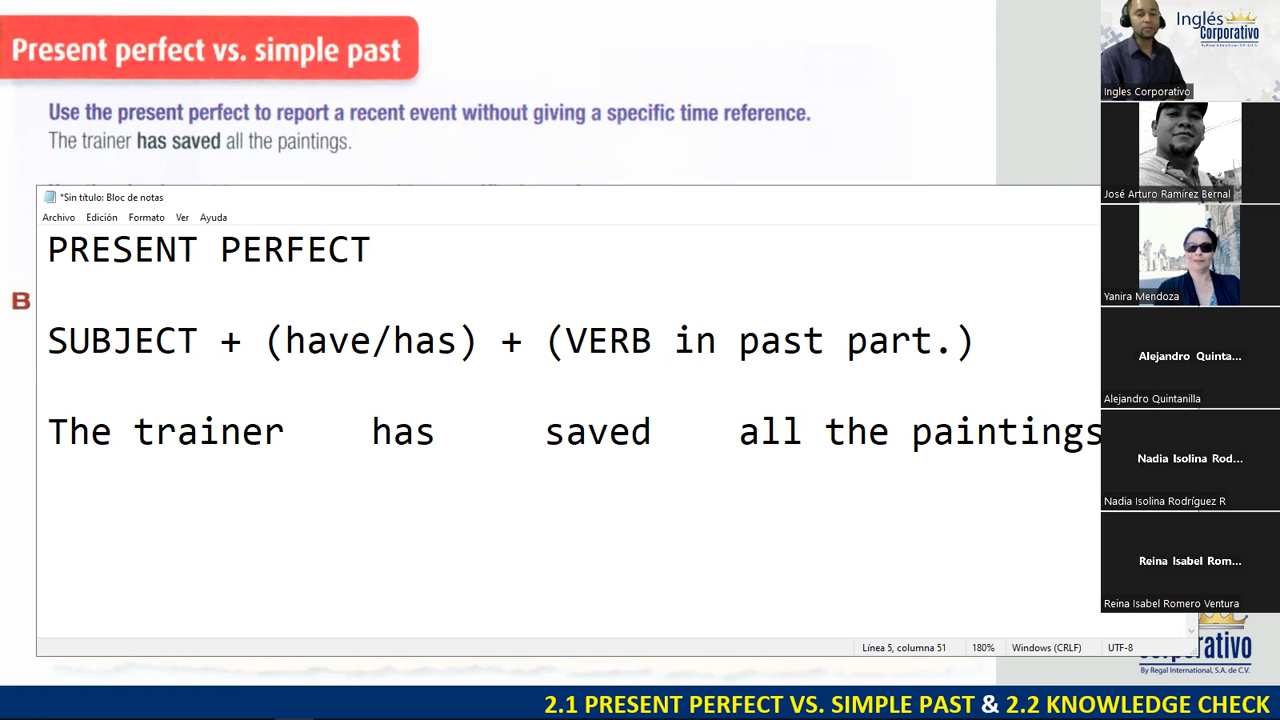 Present perfect vs. simple past
Use the present perfect to report a recent event without giving a specific time reference.
The trainer has saved all the paintings.
*Sin título: Bloc de notas
Archivo Edición Formato Ver Ayuda
PRESENT PERFECT
B
SUBJECT + (have/has) + (VERB in past part.)
The trainer has saved all the paintings
Línea 5, columna 51 180% Windows (CRLF) UTF-8
Inglés
Corporativo
By Regal International, S.A. de C.V.
Ingles Corporativo
José Arturo Ramírez Bernal
Yanira Mendoza
Alejandro Quinta...
Alejandro Quintanilla
Nadia Isolina Rod...
Nadia Isolina Rodríguez R
Reina Isabel Rom...
Reina Isabel Romero Ventura
Corporativo
By Regal International, S.A. de C.V.
2.1 PRESENT PERFECT VS. SIMPLE PAST & 2.2 KNOWLEDGE CHECK